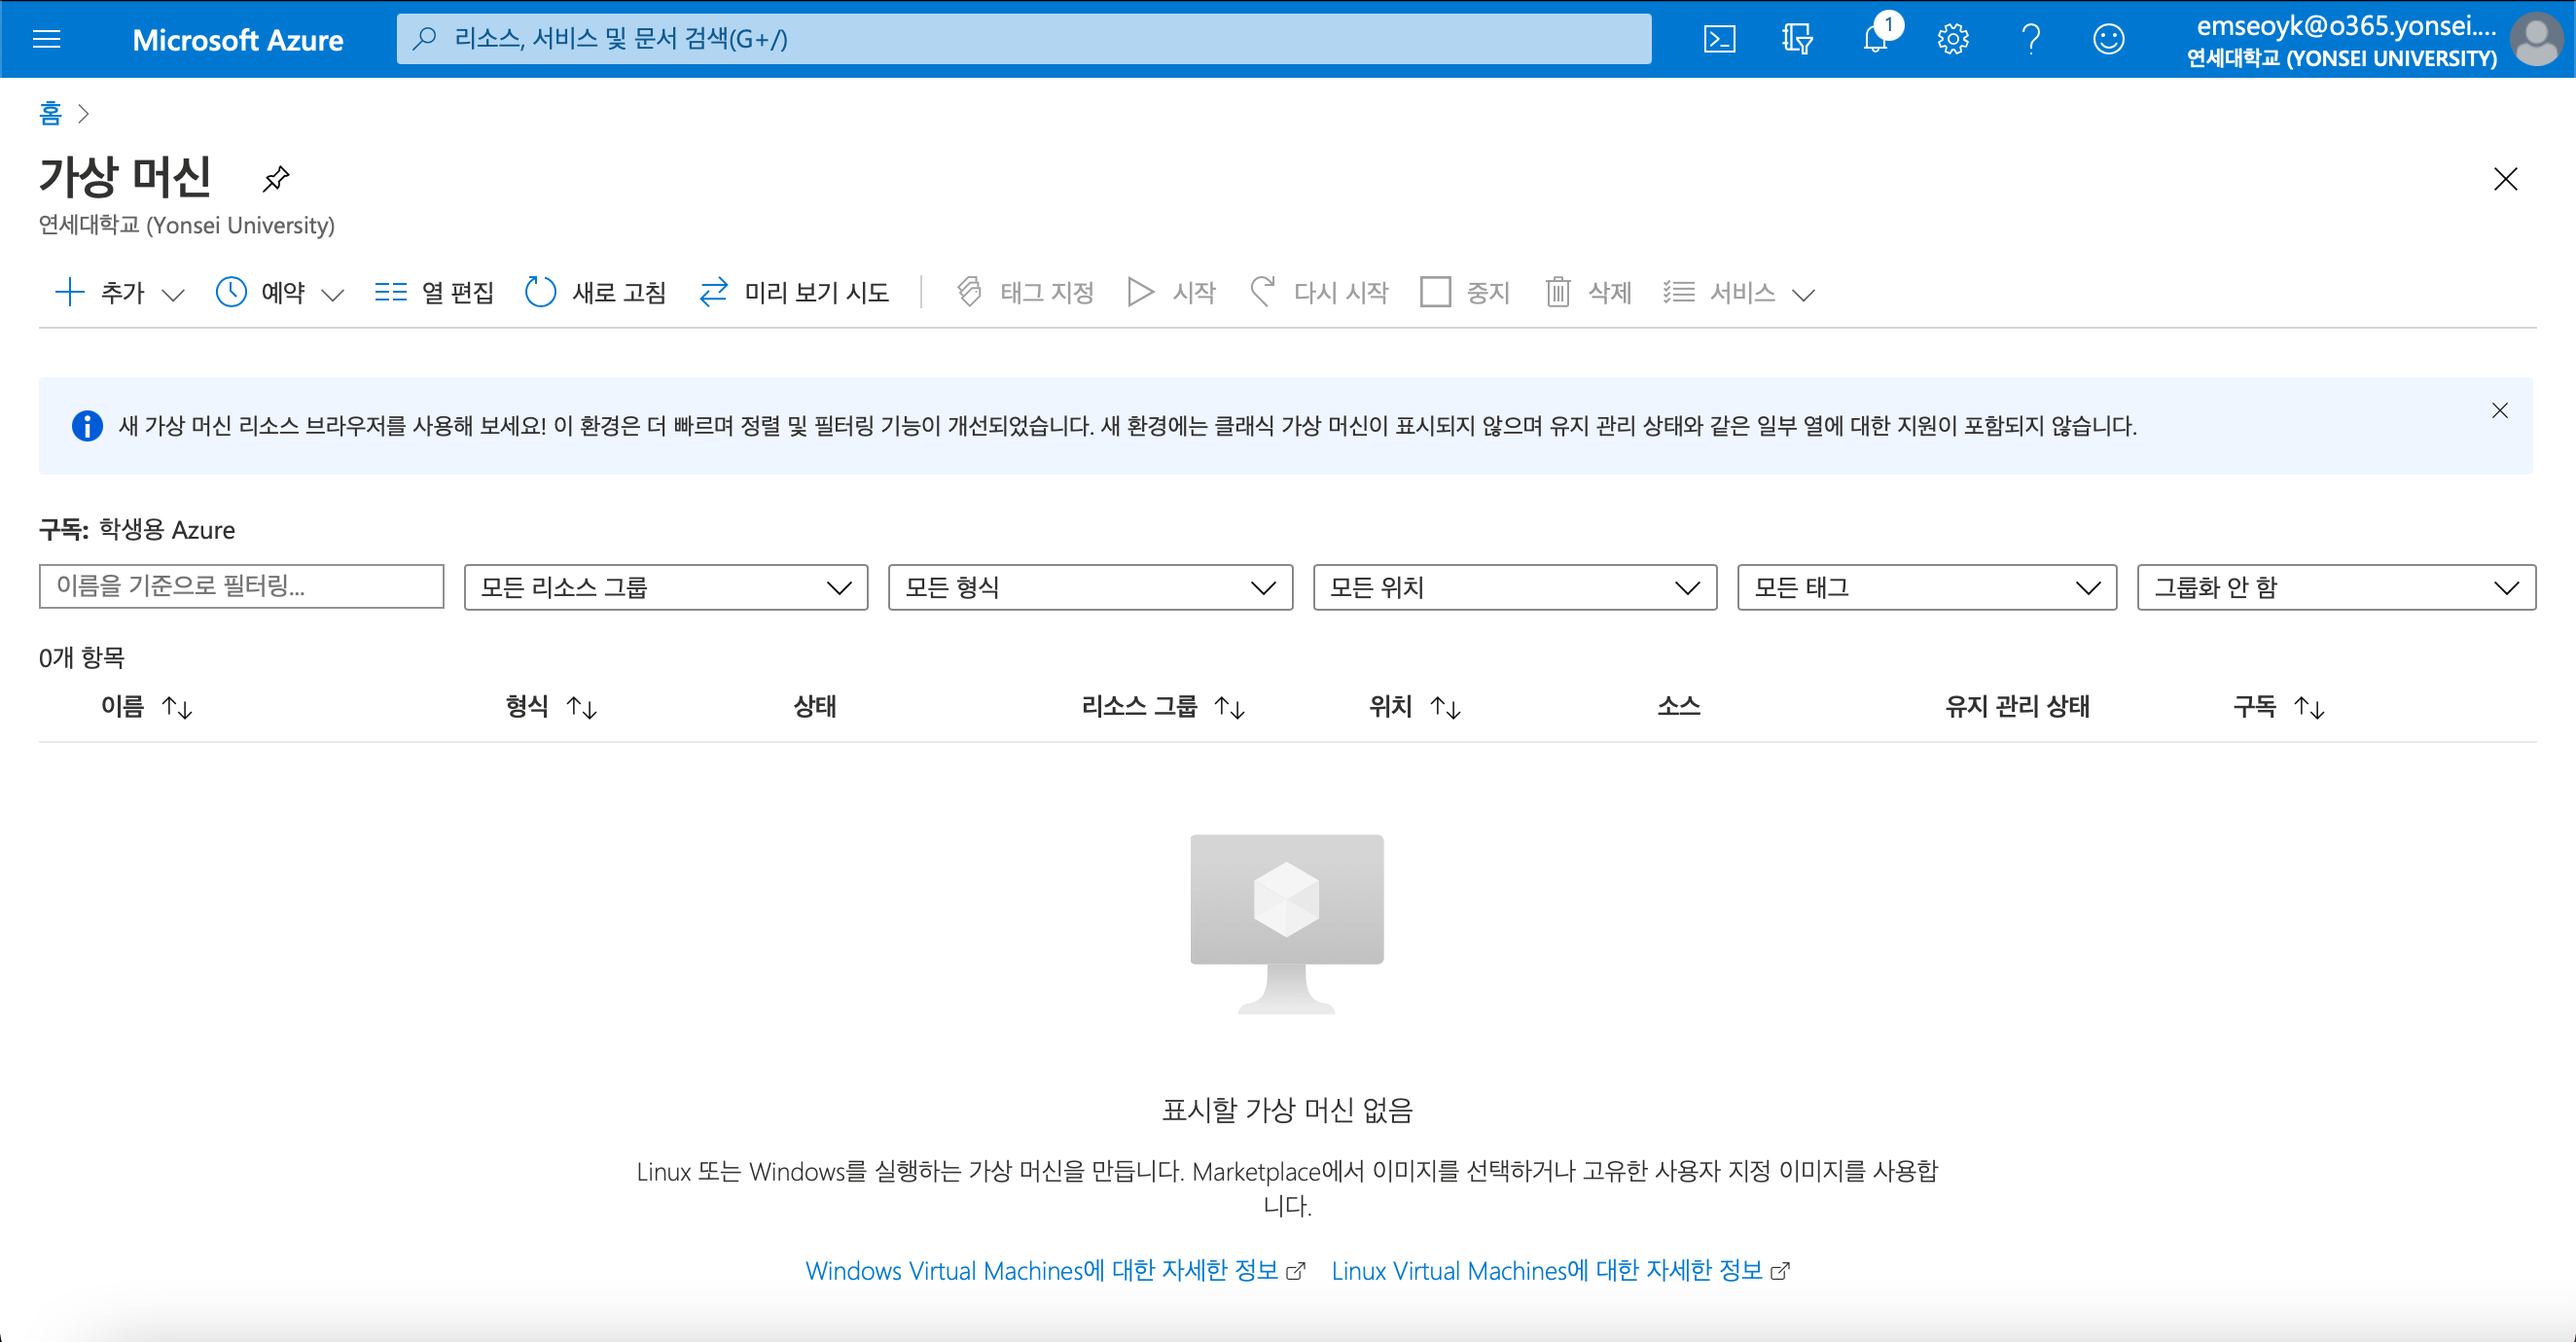 Microsoft Azure
리소스, 서비스 및 문서 검색(G+/)
1
emseoyk@o365.yonsei....
연세대학교 (YONSEI UNIVERSITY)
홈
가상 머신
연세대학교 (Yonsei University)
추가 예약 열 편집 새로 고침 미리 보기 시도 태그 지정 시작 다시 시작 중지 삭제 서비스
새 가상 머신 리소스 브라우저를 사용해 보세요! 이 환경은 더 빠르며 정렬 및 필터링 기능이 개선되었습니다. 새 환경에는 클래식 가상 머신이 표시되지 않으며 유지 관리 상태와 같은 일부 열에 대한 지원이 포함되지 않습니다.
구독: 학생용 Azure
이름을 기준으로 필터링... 모든 리소스 그룹 모든 형식 모든 위치 모든 태그 그룹화 안 함
0개 항목
이름 형식 상태 리소스 그룹 위치 소스 유지 관리 상태 구독
표시할 가상 머신 없음
Linux 또는 Windows를 실행하는 가상 머신을 만듭니다. Marketplace에서 이미지를 선택하거나 고유한 사용자 지정 이미지를 사용합
니다.
Windows Virtual Machines에 대한 자세한 정보 Linux Virtual Machines에 대한 자세한 정보